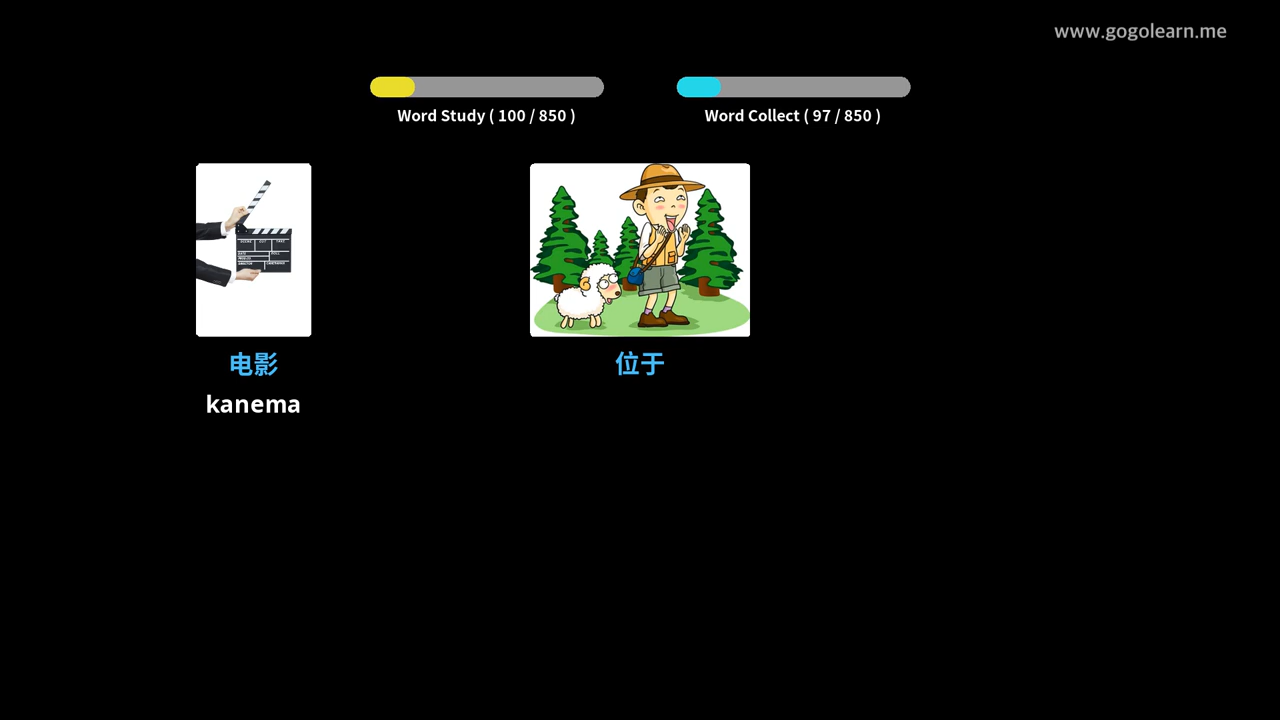 www.gogolearn.me
Word Study ( 100 / 850 )
Word Collect ( 97 / 850 )
电影
位于
kanema